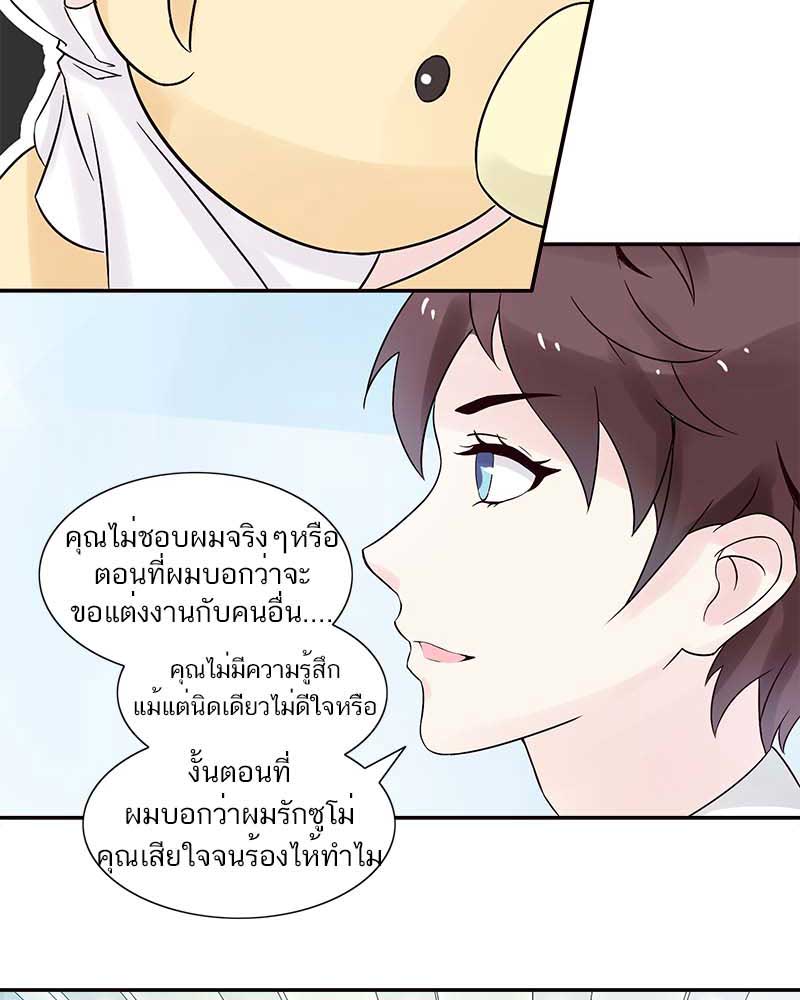 คุณไม่ชอบผมจริงๆหรือ
ตอนที่ผมบอกว่าจะ
ขอแต่งงานกับคนอื่น....
คุณไม่มีความรู้สึก
แม้แต่นิดเดียวไม่ดีใจหรือ
งั้นตอนที่
ผมบอกว่าผมรักซูโม่
คุณเสียใจจนร้องไห้ทำไม